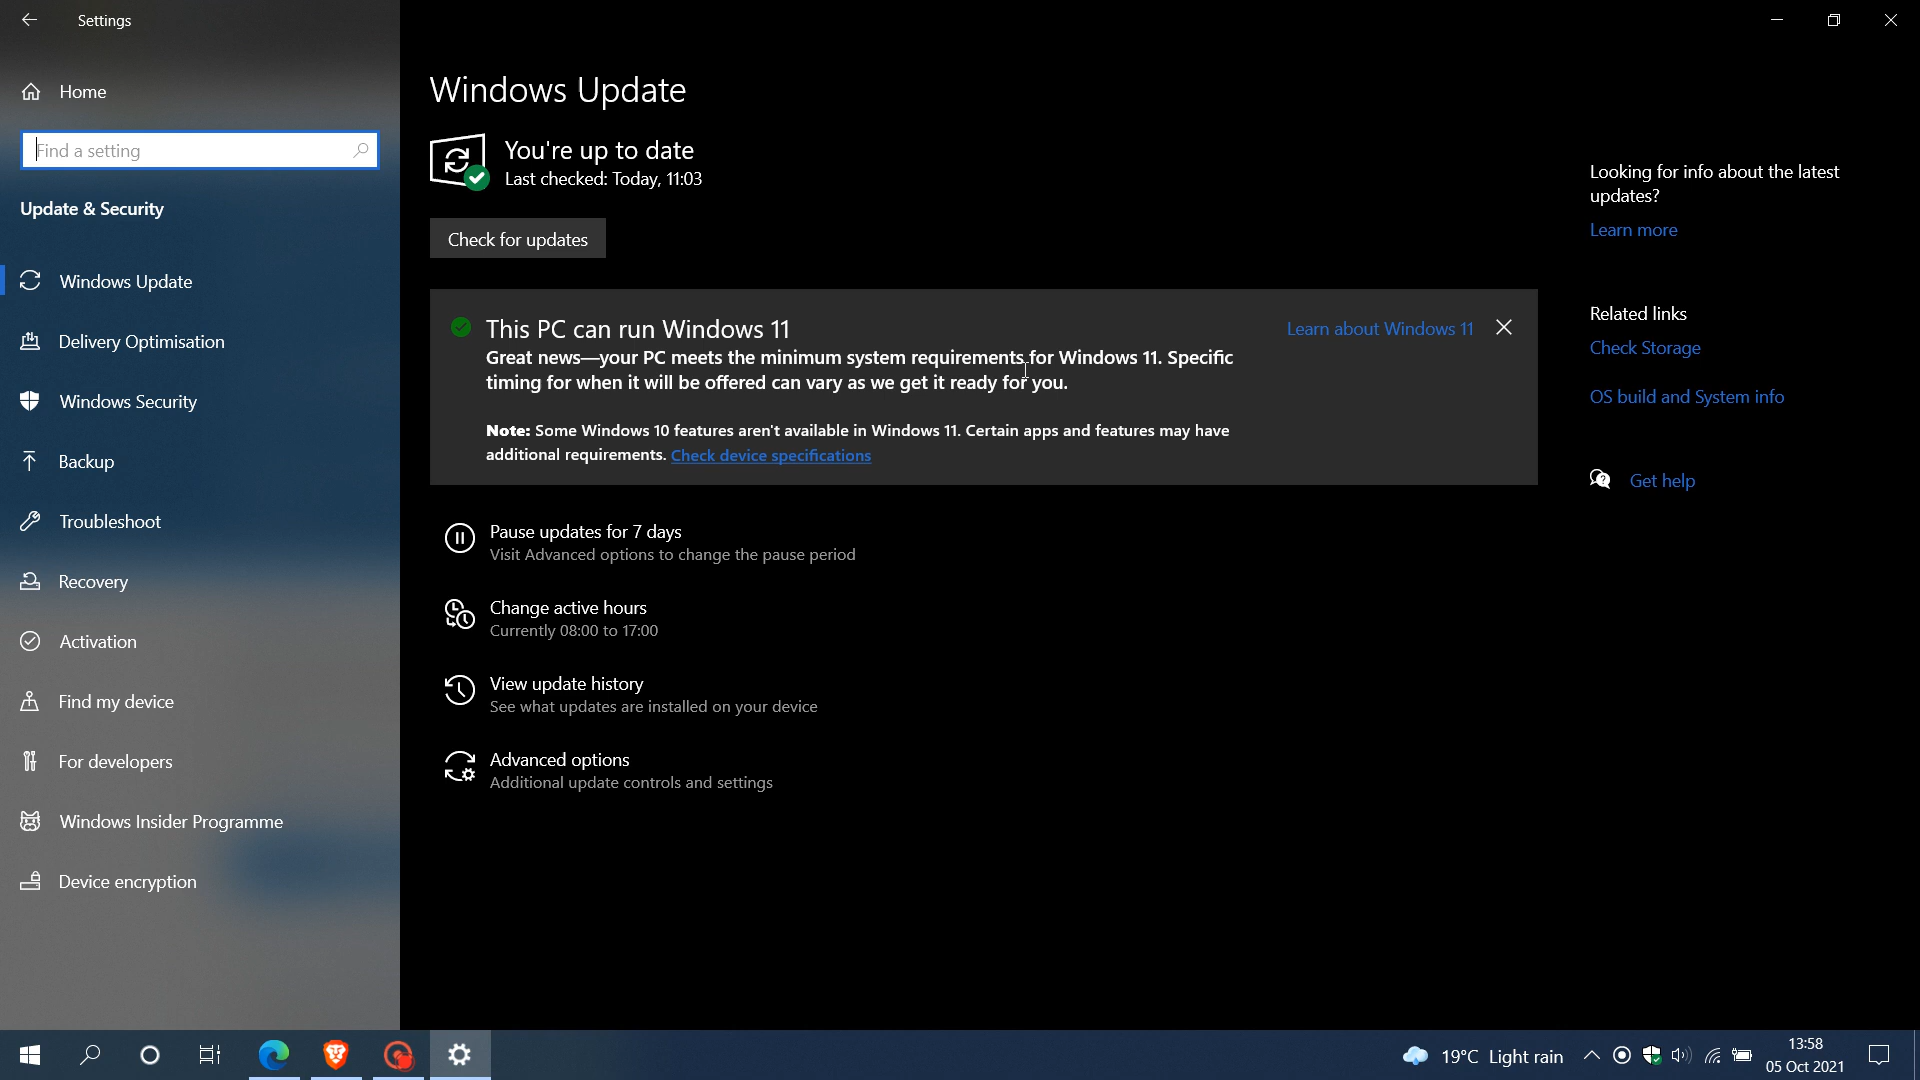 Settings
Home
Find a setting
Update & Security
Windows Update
Delivery Optimisation
Windows Security
Backup
Troubleshoot
Recovery
Activation
Find my device
For developers
Windows Insider Programme
Device encryption
Windows Update
You're up to date
Last checked: Today, 11:03
Check for updates
This PC can run Windows 11
Learn about Windows 11
Great news—your PC meets the minimum system requirements for Windows 11. Specific
timing for when it will be offered can vary as we get it ready for you.
Note: Some Windows 10 features aren't available in Windows 11. Certain apps and features may have
additional requirements. Check device specifications
Pause updates for 7 days
Visit Advanced options to change the pause period
Change active hours
Currently 08:00 to 17:00
View update history
See what updates are installed on your device
Advanced options
Additional update controls and settings
Looking for info about the latest
updates?
Learn more
Related links
Check Storage
OS build and System info
Get help
19°C Light rain
13:58
05 Oct 2021